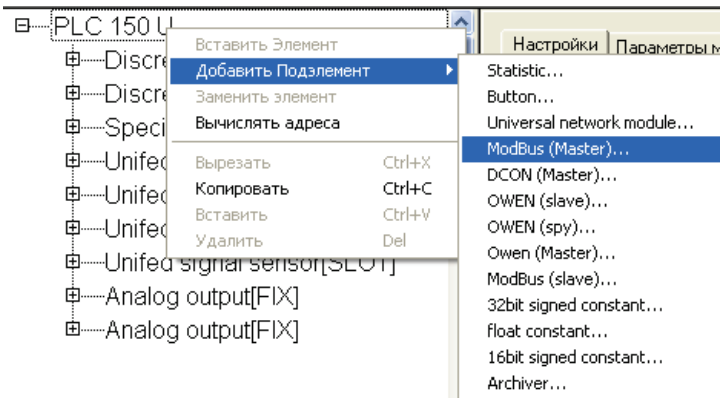 PLC 150 U
Discre
Discre
Speci
Unifed
Unifed
Unifed
Unifed signal sensor[SLOT]
Analog output[FIX]
Analog output[FIX]
Вставить Элемент
Добавить Подэлемент
Заменить элемент
Вычислять адреса
Вырезать Ctrl+X
Копировать Ctrl+C
Вставить Ctrl+V
Удалить Del
Настройки Параметры м
Statistic...
Button...
Universal network module...
ModBus (Master)...
DCON (Master)...
OWEN (slave)...
OWEN (spy)...
Owen (Master)...
ModBus (slave)...
32bit signed constant...
float constant...
16bit signed constant...
Archiver...